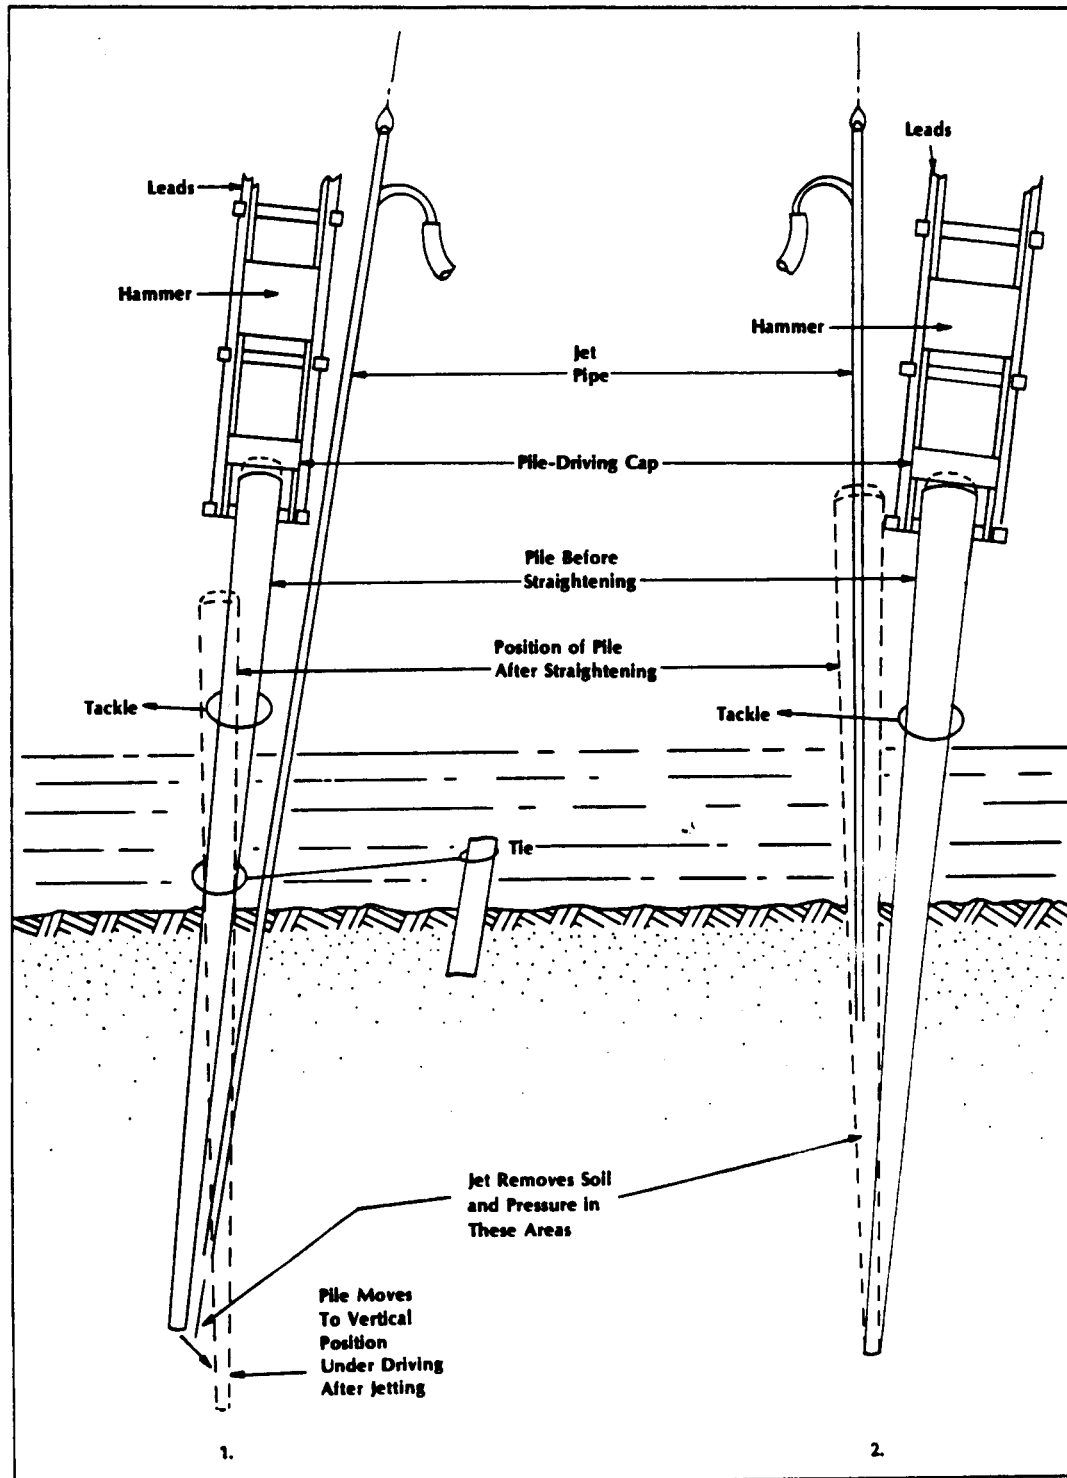 Leads
Leads
Hammer
Hammer
Jet
Pipe
Pile-Driving Cap
Pile Before
Straightening
Position of Pile
After Straightening
Tackle
Tackle
Tie
Jet Removes Soil
and Pressure in
These Areas
Pile Moves
To Vertical
Position
Under Driving
After Jetting
1.
2.